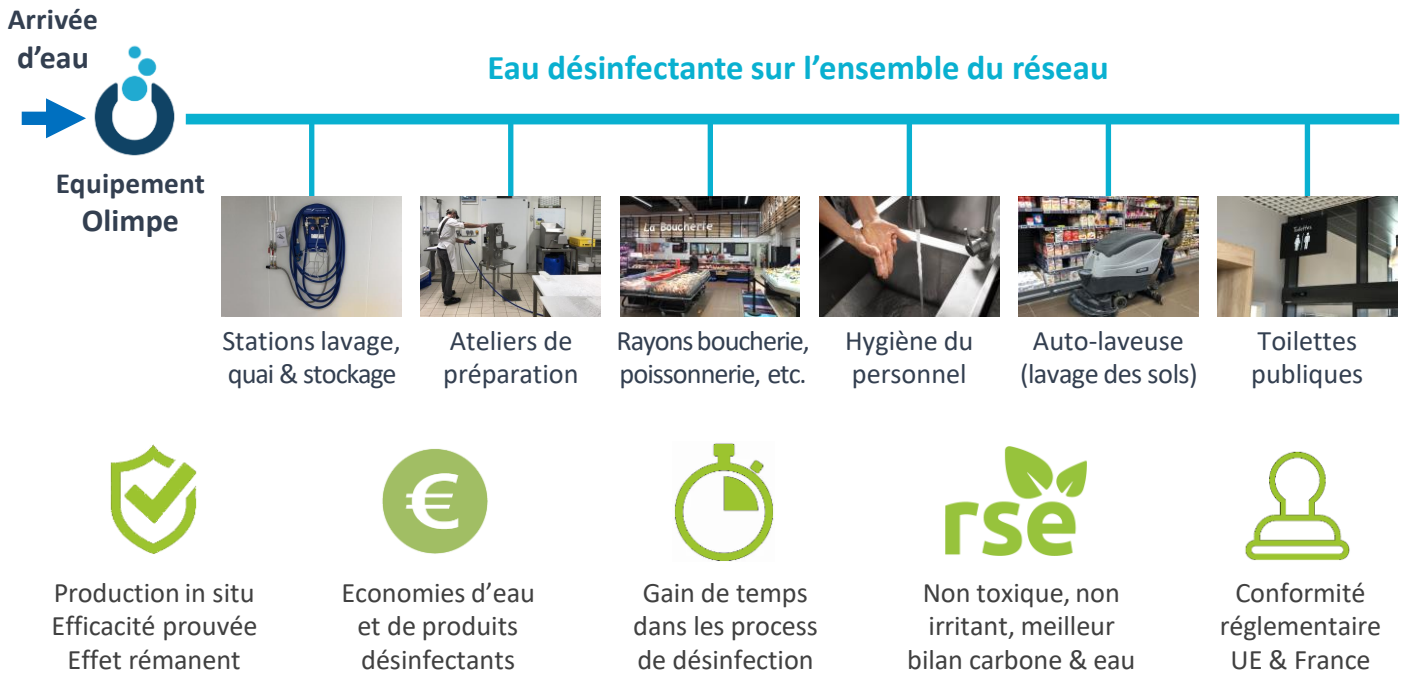 Arrivée
d'eau
Eau désinfectante sur l'ensemble du réseau
Equipement
Olimpe
La Boucherie
Toilettes
Stations lavage,
quai & stockage
Ateliers de
préparation
Rayons boucherie,
poissonnerie, etc.
Hygiène du
personnel
Auto-laveuse
(lavage des sols)
Toilettes
publiques
€
rse
Production in situ
Efficacité prouvée
Effet rémanent
Economies d'eau
et de produits
désinfectants
Gain de temps
dans les process
de désinfection
Non toxique, non
irritant, meilleur
bilan carbone & eau
Conformité
réglementaire
UE & France